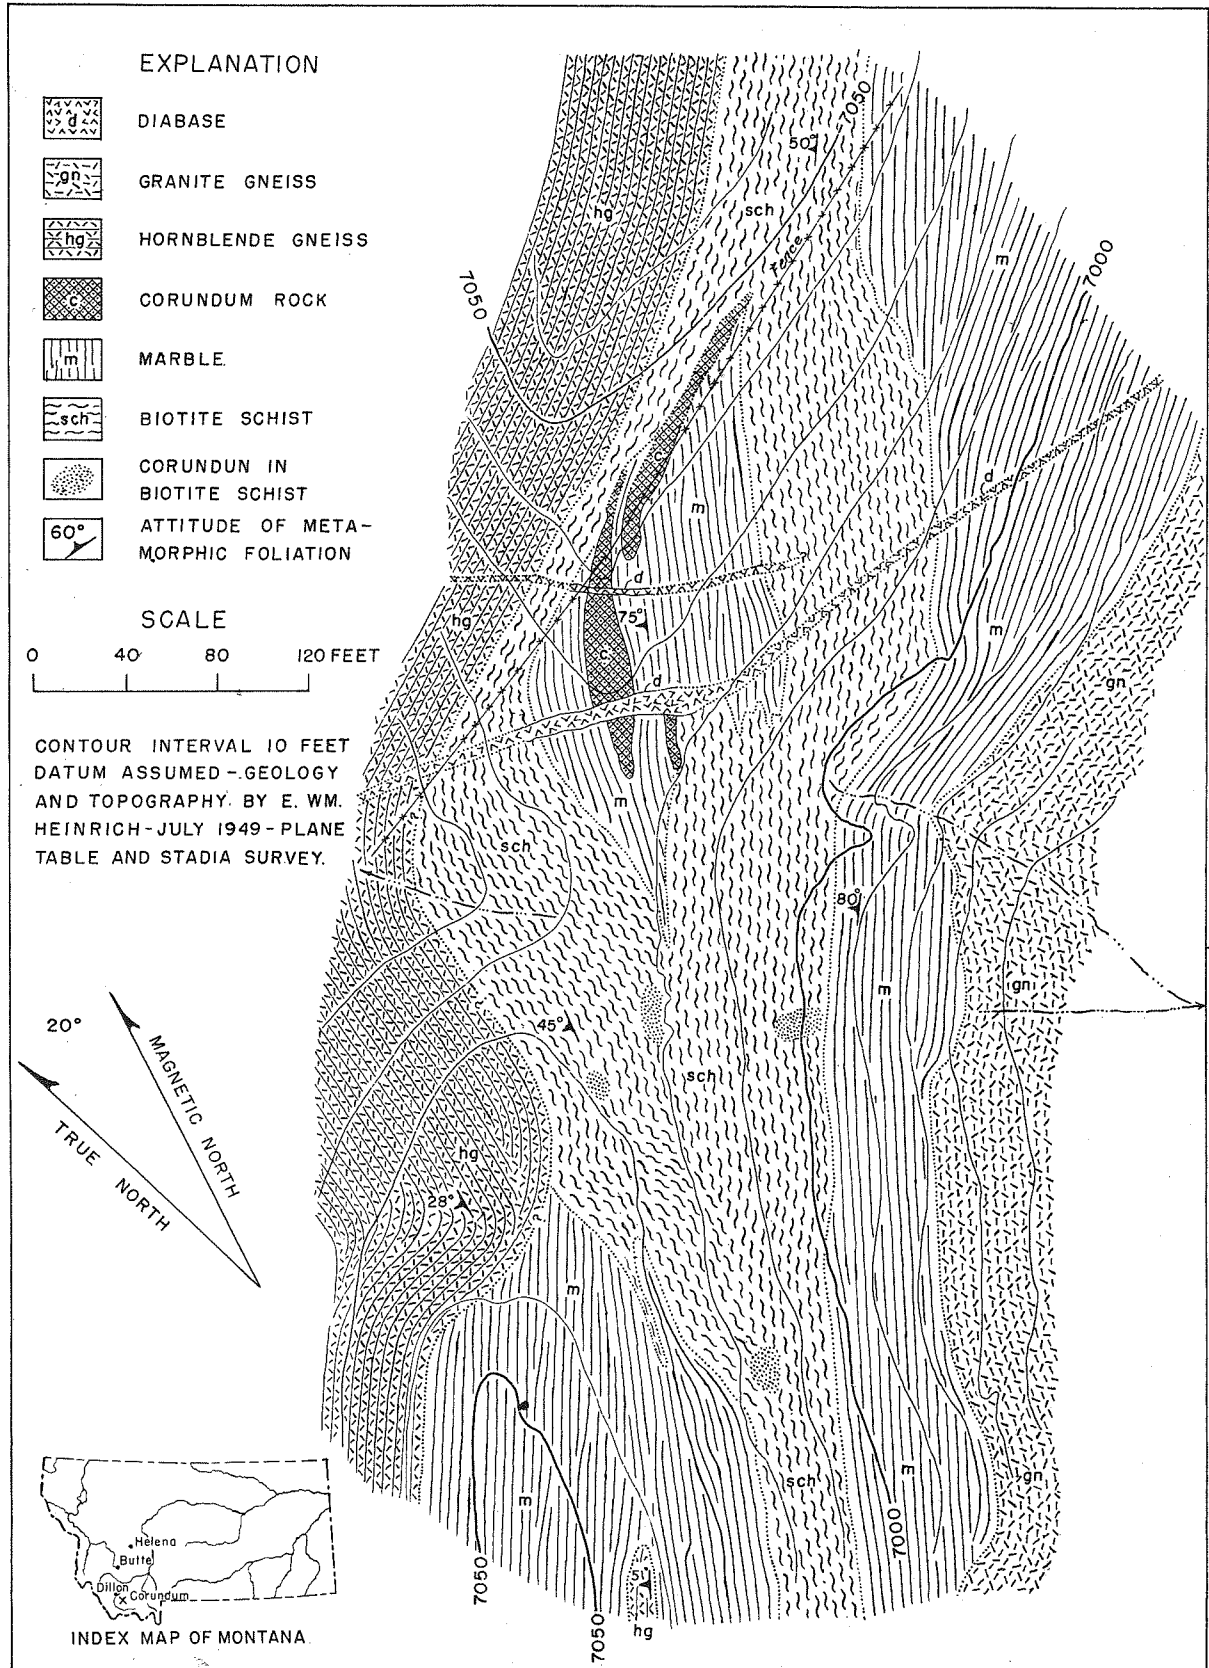 EXPLANATION
d
DIABASE
gn
GRANITE GNEISS
hg
HORNBLENDE GNEISS
c
CORUNDUM ROCK
m
MARBLE.
sch
BIOTITE SCHIST
CORUNDUN IN
BIOTITE SCHIST
60°
ATTITUDE OF META-
MORPHIC FOLIATION
SCALE
0 40 80 120 FEET
CONTOUR INTERVAL 10 FEET
DATUM ASSUMED-GEOLOGY
AND TOPOGRAPHY BY E. WM.
HEINRICH-JULY 1949-PLANE
TABLE AND STADIA SURVEY.
20°
MAGNETIC NORTH
TRUE NORTH
Helena
Butte
Dillon
Corundum
INDEX MAP OF MONTANA
7050
50°
hg
sch
fence
m
7000
7050
c
m
d
d
75°
hg
m
c
d
gn
m
sch
80°
m
gn
45°
sch
hg
28°
m
sch
m
m
gn
7000
7050
51°
hg
7050